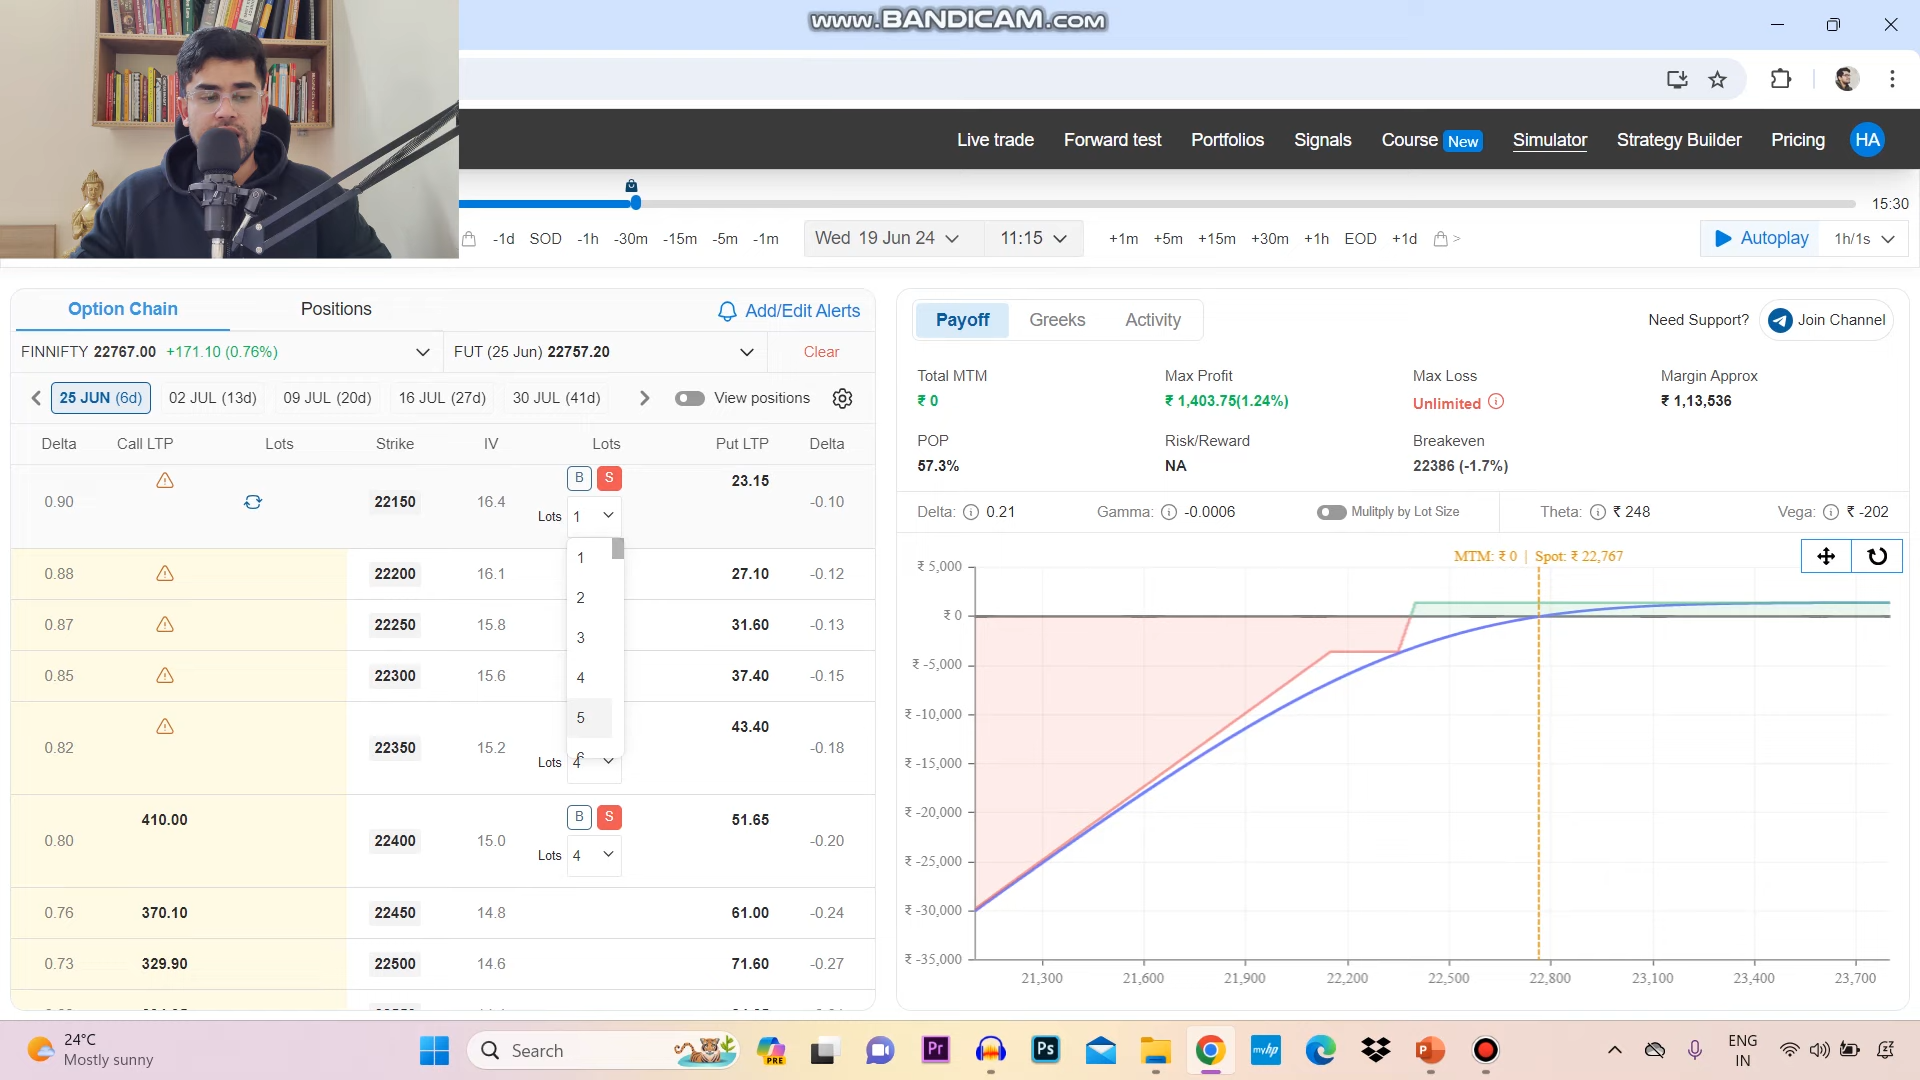 www.BANDICAM.com
Live trade Forward test Portfolios Signals Course New Simulator Strategy Builder Pricing HA
15:30
-1d SOD -1h -30m -15m -5m -1m Wed 19 Jun 24 11:15 +1m +5m +15m +30m +1h EOD +1d > Autoplay 1h/1s
Option Chain Positions Add/Edit Alerts
FINNIFTY 22767.00 +171.10 (0.76%) FUT (25 Jun) 22757.20 Clear
25 JUN (6d) 02 JUL (13d) 09 JUL (20d) 16 JUL (27d) 30 JUL (41d) View positions
Delta Call LTP Lots Strike IV Lots Put LTP Delta
B S
0.90 22150 16.4 23.15 -0.10
Lots 1
1
2
3
4
5
6
0.88 22200 16.1 27.10 -0.12
0.87 22250 15.8 31.60 -0.13
0.85 22300 15.6 37.40 -0.15
0.82 22350 15.2 43.40 -0.18
Lots 4
B S
0.80 410.00 22400 15.0 51.65 -0.20
Lots 4
0.76 370.10 22450 14.8 61.00 -0.24
0.73 329.90 22500 14.6 71.60 -0.27
Payoff Greeks Activity Need Support? Join Channel
Total MTM Max Profit Max Loss Margin Approx
₹ 0 ₹ 1,403.75(1.24%) Unlimited ₹ 1,13,536
POP Risk/Reward Breakeven
57.3% NA 22386 (-1.7%)
Delta: 0.21 Gamma: -0.0006 Mulitply by Lot Size Theta: ₹ 248 Vega: ₹ -202
MTM: ₹ 0 | Spot: ₹ 22,767
₹ 5,000
₹ 0
₹ -5,000
₹ -10,000
₹ -15,000
₹ -20,000
₹ -25,000
₹ -30,000
₹ -35,000
21,300 21,600 21,900 22,200 22,500 22,800 23,100 23,400 23,700
24°C
Mostly sunny
Search
PRE
Pr
Ps
myhp
P
ENG
IN